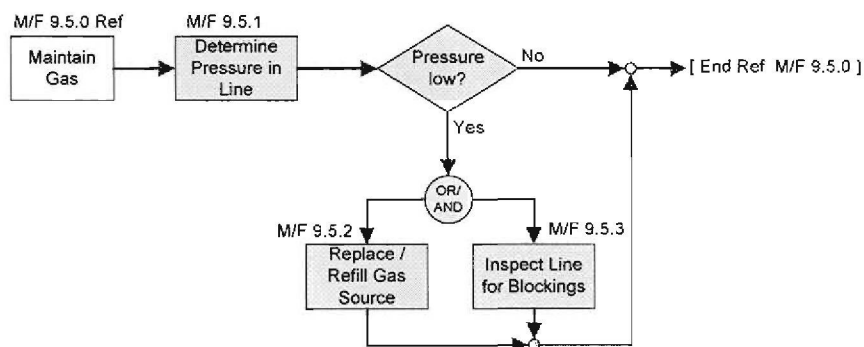 M/F 9.5.0 Ref
Maintain
Gas
M/F 9.5.1
Determine
Pressure in
Line
Pressure
low?
No
[ End Ref M/F 9.5.0 ]
Yes
OR/
AND
M/F 9.5.2
Replace /
Refill Gas
Source
M/F 9.5.3
Inspect Line
for Blockings